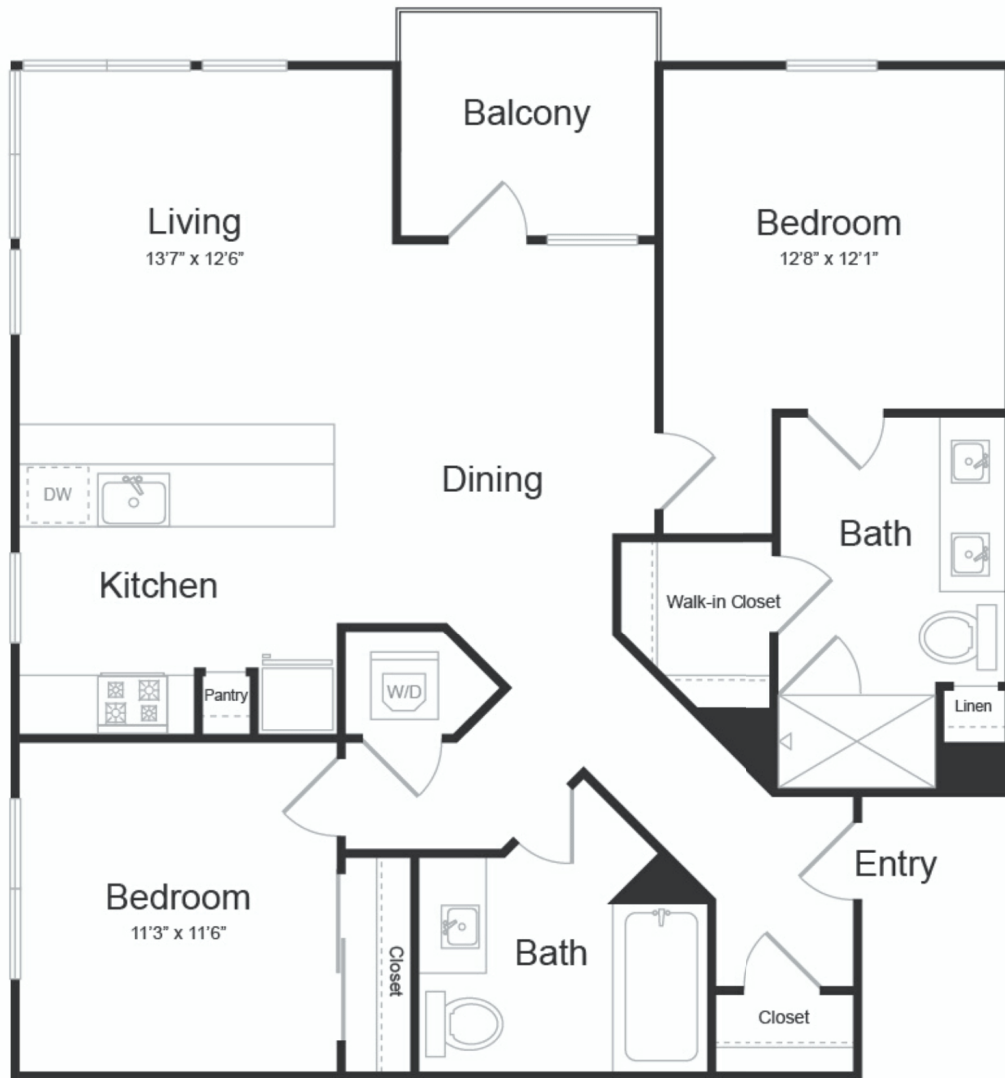 Balcony
Living
13'7" x 12'6"
Bedroom
12'8" x 12'1"
Dining
DW
Bath
Kitchen
Walk-in Closet
W/D
Pantry
Linen
Entry
Bedroom
11'3" x 11'6"
Closet
Bath
Closet